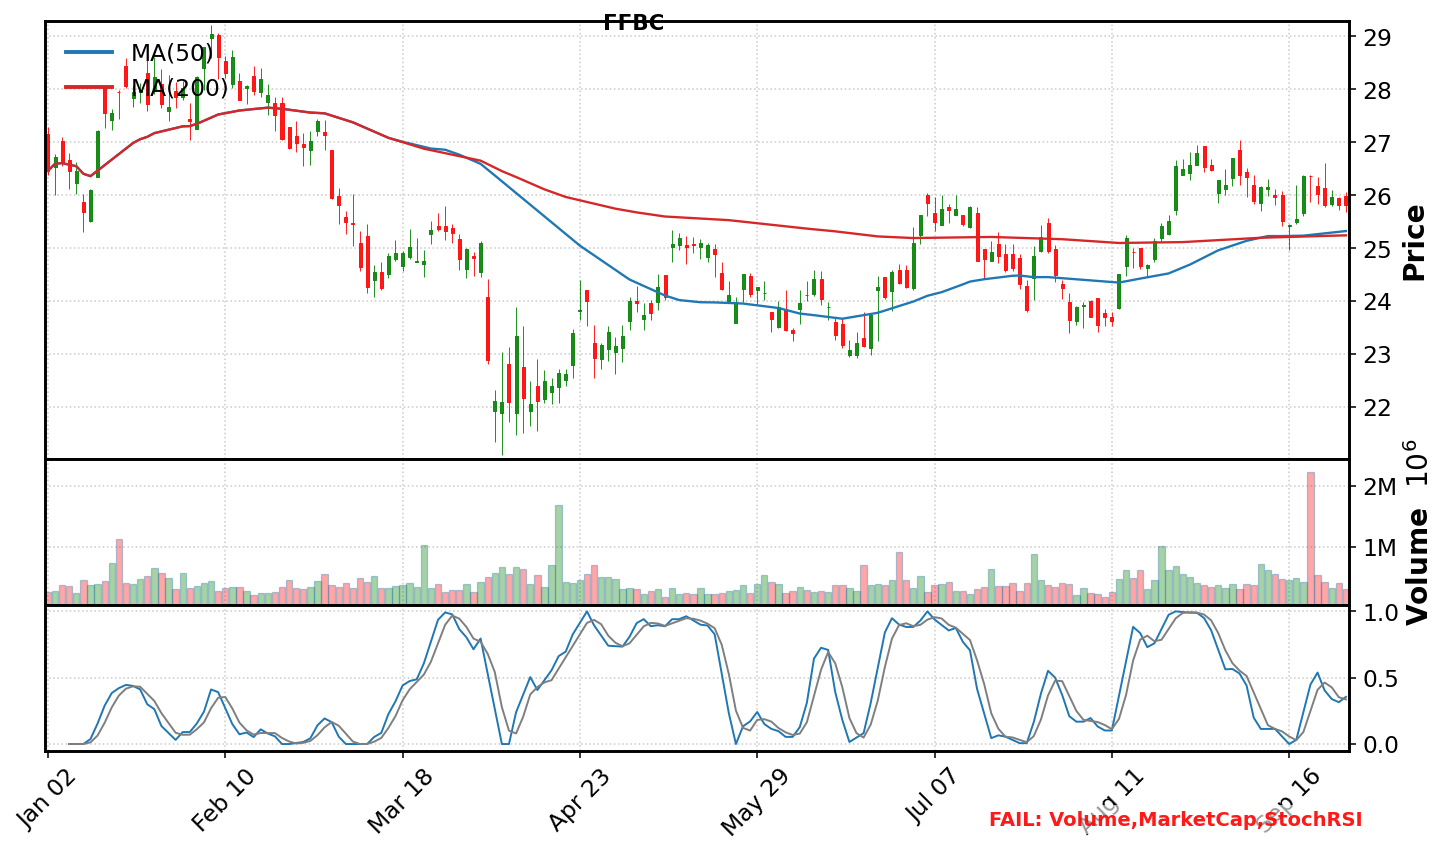 FFBC
MA(50)
MA(200)
29
28
27
26
25
24
23
22
Price
2M
1M
Volume 10^6
1.0
0.5
0.0
Jan 02
Feb 10
Mar 18
Apr 23
May 29
Jul 07
Aug 11
Sep 16
FAIL: Volume,MarketCap,StochRSI